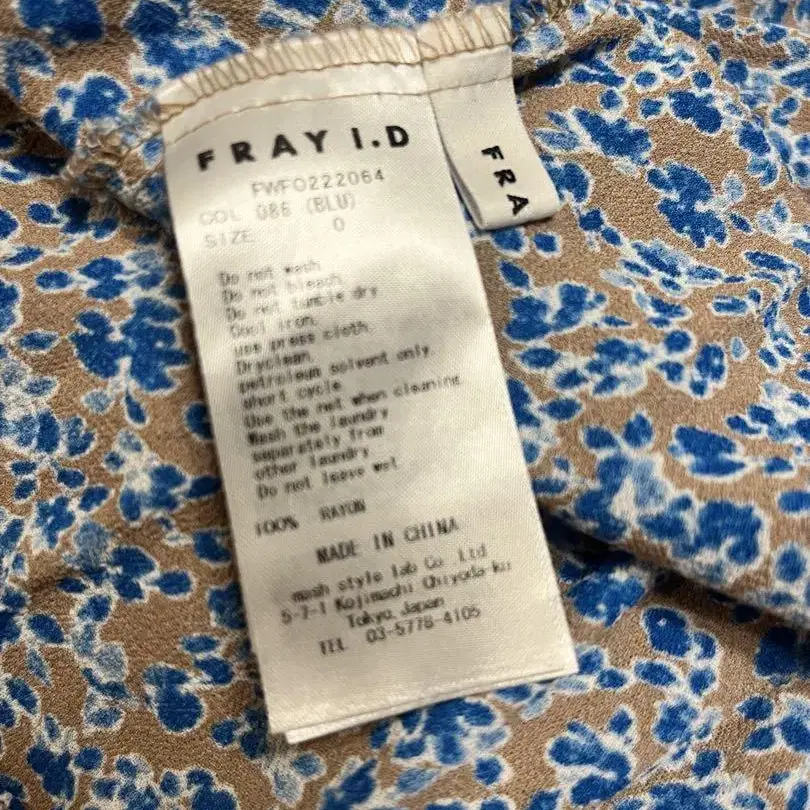 FRAY I.D
FRA
FWFO222064
COL 086 (BLU)
SIZE 0
Do not wash
Do not bleach
Do not tumble dry
Cool iron.
use press cloth.
Dryclean.
petroleum solvent only.
short cycle
Use the net when cleaning
Wash the laundry
separately from
other laundry
Do not leave wet
100% RAYON
MADE IN CHINA
mash style lab Co. Ltd
5-7-1 Kojimachi Chiyoda-ku
Tokyo.Japan
TEL 03-5778-4105